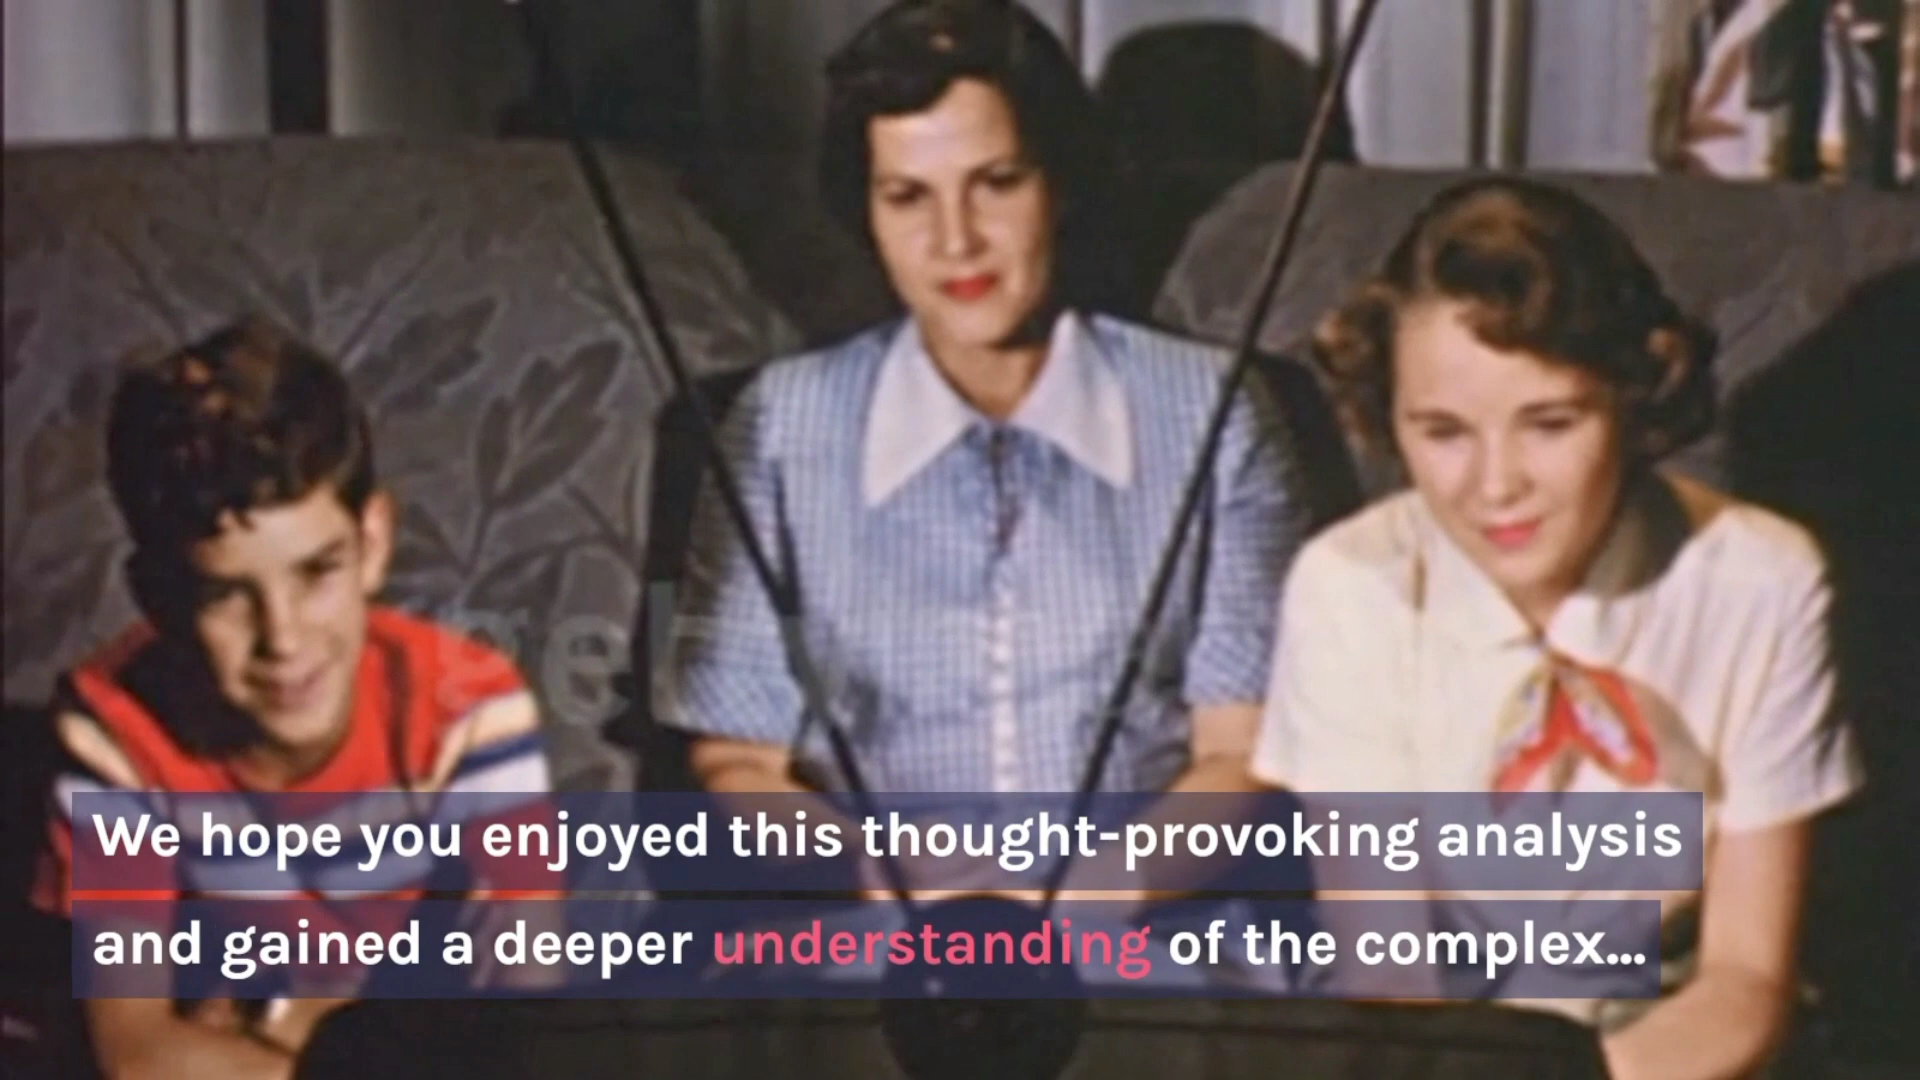 We hope you enjoyed this thought-provoking analysis
and gained a deeper understanding of the complex...